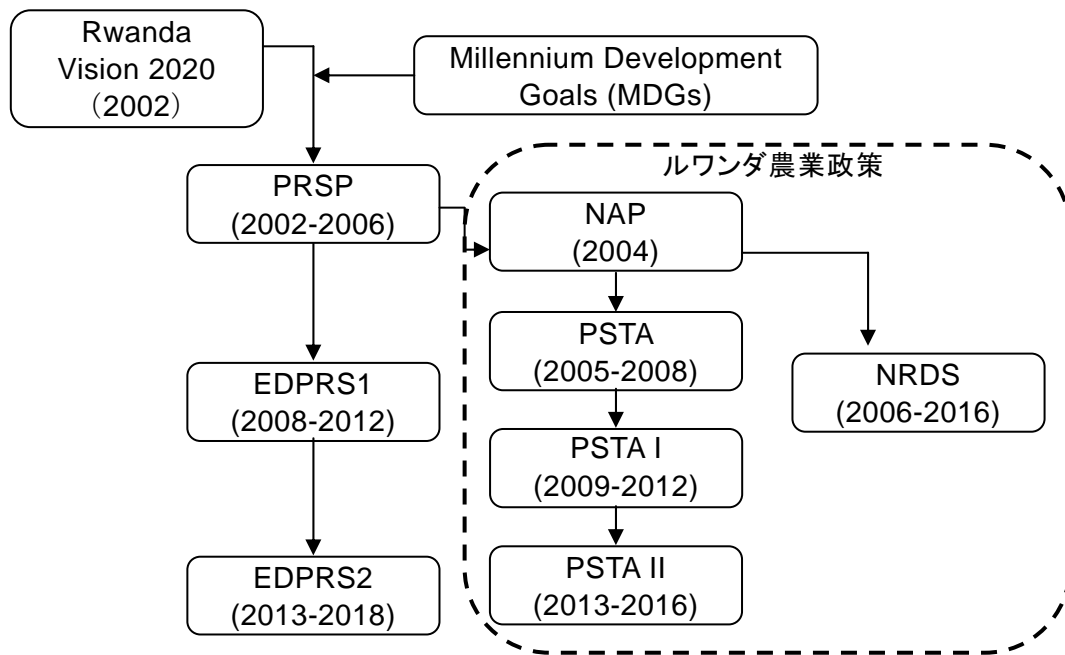 Rwanda
Vision 2020
（2002）
Millennium Development
Goals (MDGs)
ルワンダ農業政策
PRSP
(2002-2006)
NAP
(2004)
PSTA
(2005-2008)
EDPRS1
(2008-2012)
NRDS
(2006-2016)
PSTA I
(2009-2012)
EDPRS2
(2013-2018)
PSTA II
(2013-2016)